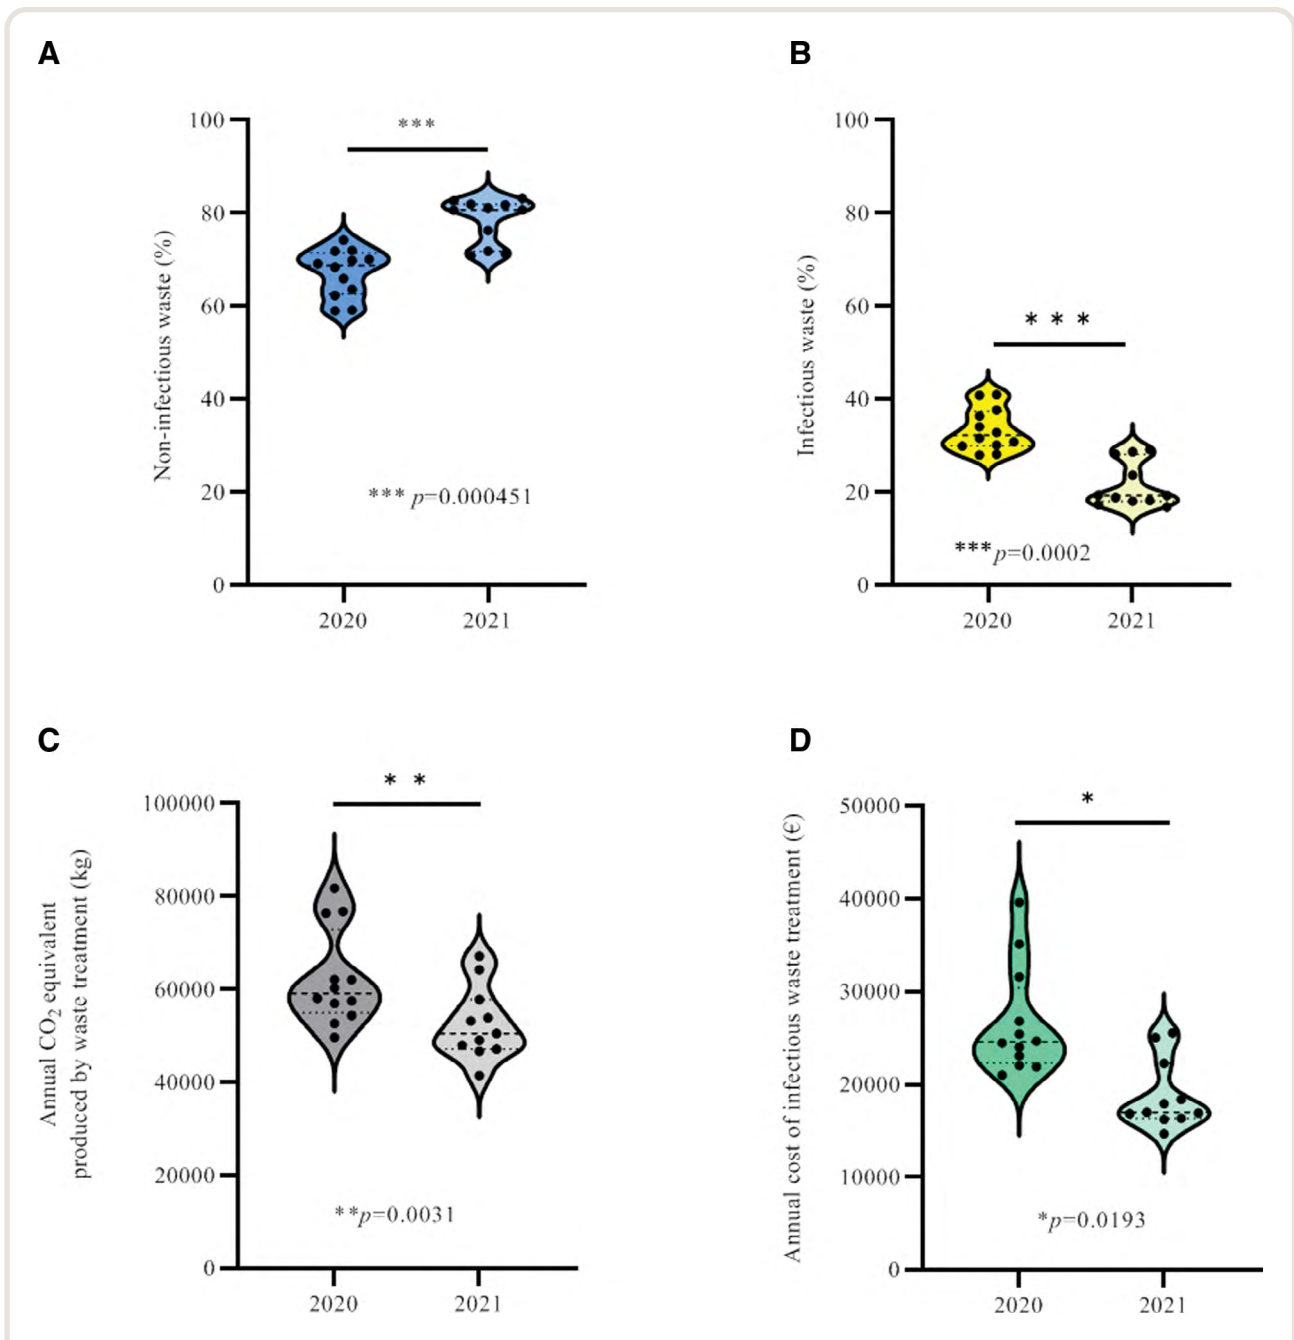 A
Non-infectious waste (%)
100
80
60
40
20
0
***
*** p=0.000451
2020 2021
B
Infectious waste (%)
100
80
60
40
20
0
* * *
***p=0.0002
2020 2021
C
Annual CO2 equivalent
produced by waste treatment (kg)
100000
80000
60000
40000
20000
0
* *
**p=0.0031
2020 2021
D
Annual cost of infectious waste treatment (€)
50000
40000
30000
20000
10000
0
*
*p=0.0193
2020 2021